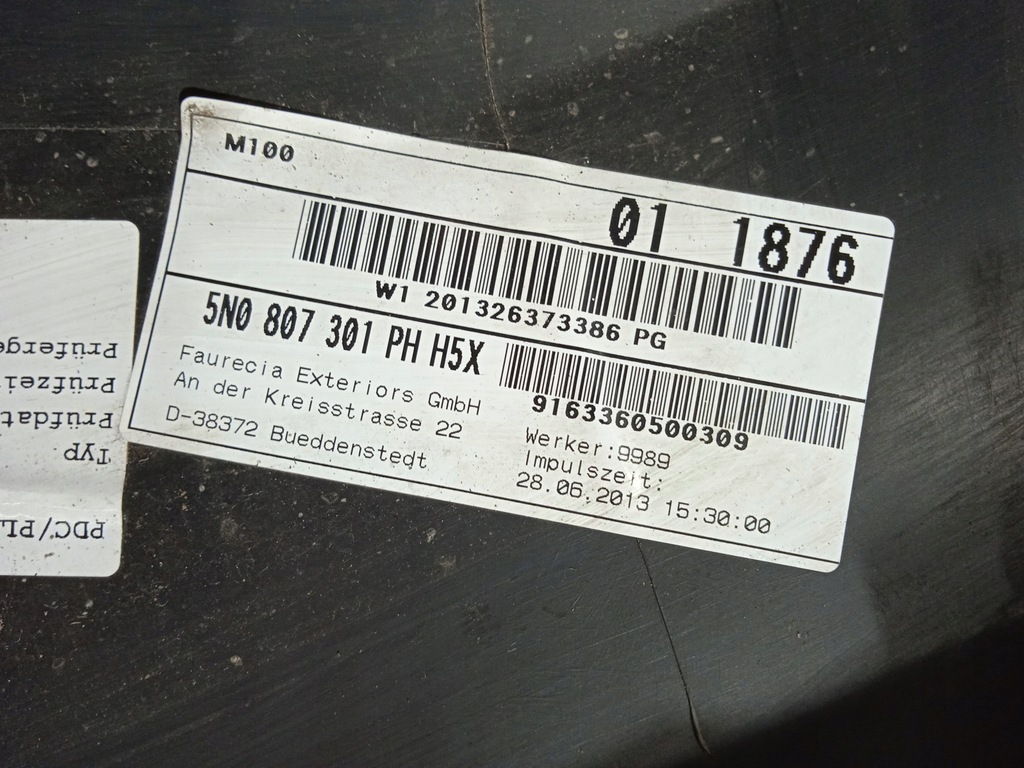 M100
01 1876
W1 201326373386 PG
5N0 807 301 PH H5X
9163360500309
Faurecia Exteriors GmbH
An der Kreisstrasse 22
D-38372 Bueddenstedt
Werker:9989
Impulszeit:
28.06.2013 15:30:00
PDC/PL
TYP
Prüfdat
Prüfzei
Prüferge